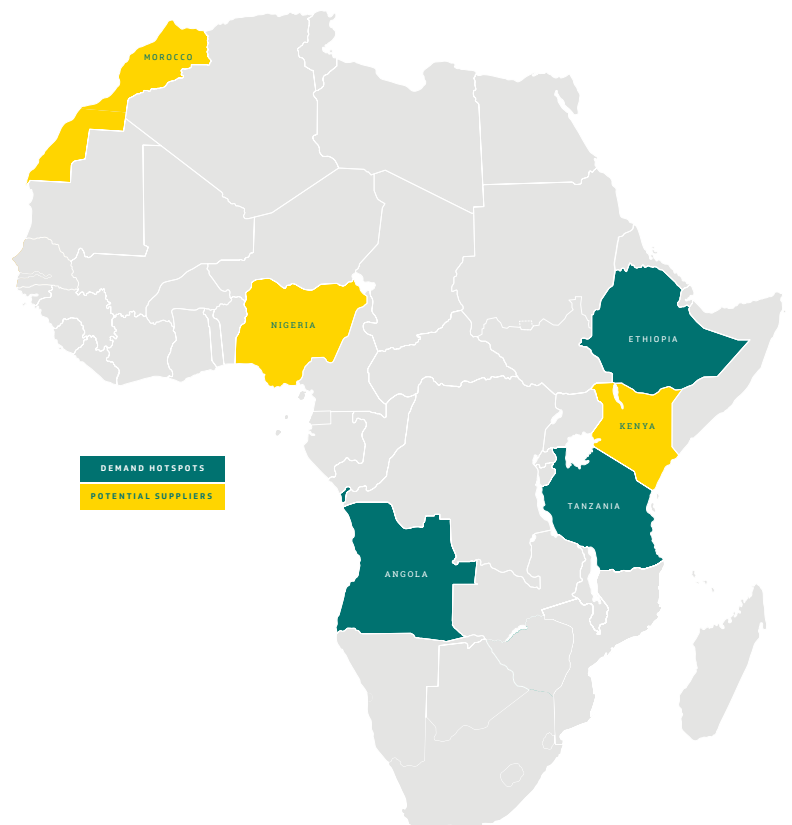 MOROCCO
NIGERIA
ETHIOPIA
KENYA
DEMAND HOTSPOTS
POTENTIAL SUPPLIERS
TANZANIA
ANGOLA